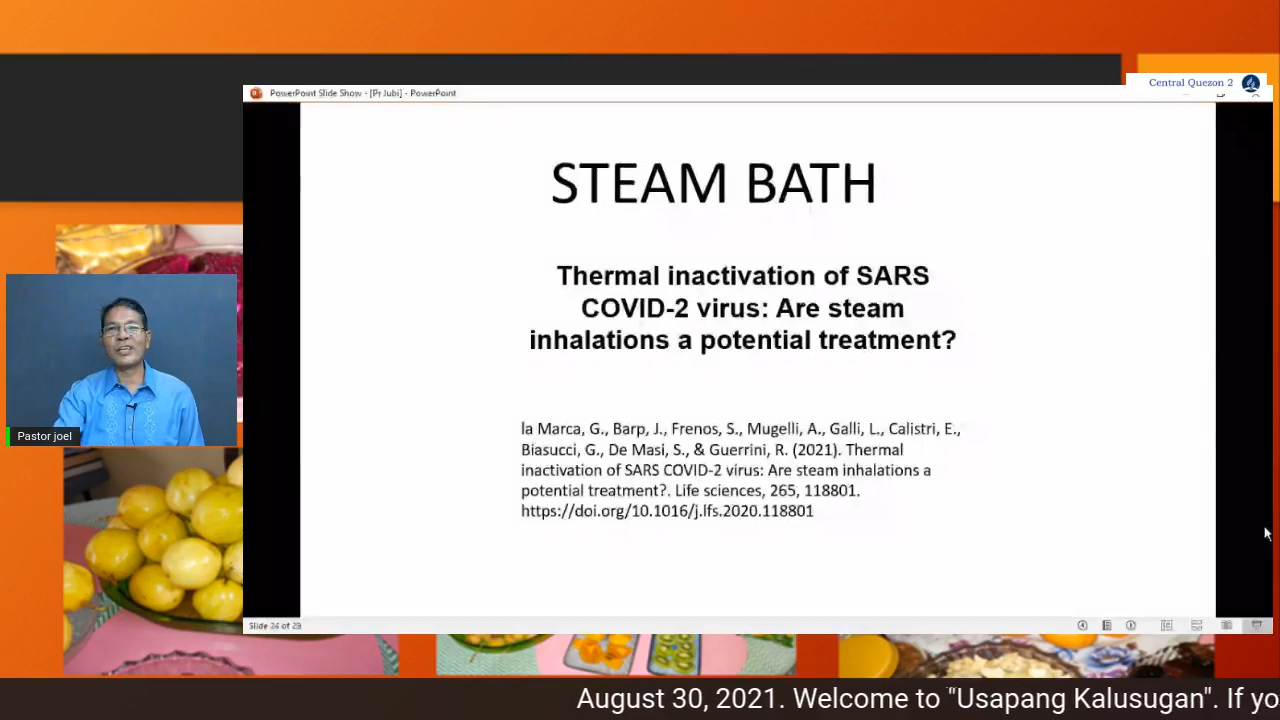 Central Quezon 2
PowerPoint Slide Show - [Pr Jubi] - PowerPoint
STEAM BATH
Thermal inactivation of SARS
COVID-2 virus: Are steam
inhalations a potential treatment?
la Marca, G., Barp, J., Frenos, S., Mugelli, A., Galli, L., Calistri, E.,
Biasucci, G., De Masi, S., & Guerrini, R. (2021). Thermal
inactivation of SARS COVID-2 virus: Are steam inhalations a
potential treatment?. Life sciences, 265, 118801.
https://doi.org/10.1016/j.lfs.2020.118801
Pastor joel
Slide 24 of 29
August 30, 2021. Welcome to "Usapang Kalusugan". If yo